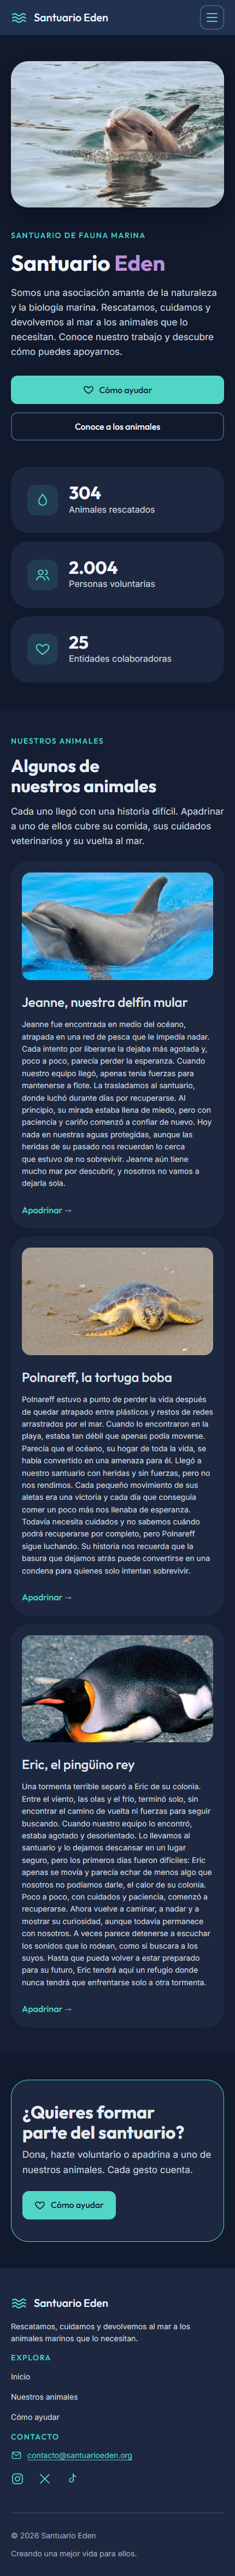 Santuario Eden
SANTUARIO DE FAUNA MARINA
Santuario Eden
Somos una asociación amante de la naturaleza
y la biología marina. Rescatamos, cuidamos y
devolvemos al mar a los animales que lo
necesitan. Conoce nuestro trabajo y descubre
cómo puedes apoyarnos.
Cómo ayudar
Conoce a los animales
304
Animales rescatados
2.004
Personas voluntarias
25
Entidades colaboradoras
NUESTROS ANIMALES
Algunos de
nuestros animales
Cada uno llegó con una historia difícil. Apadrinar
a uno de ellos cubre su comida, sus cuidados
veterinarios y su vuelta al mar.
Jeanne, nuestra delfín mular
Jeanne fue encontrada en medio del océano,
atrapada en una red de pesca que le impedía nadar.
Cada intento por liberarse la dejaba más agotada y,
poco a poco, parecía perder la esperanza. Cuando
nuestro equipo llegó, apenas tenía fuerzas para
mantenerse a flote. La trasladamos al santuario,
donde luchó durante días por recuperarse. Al
principio, su mirada estaba llena de miedo, pero con
paciencia y cariño comenzó a confiar de nuevo. Hoy
nada en nuestras aguas protegidas, aunque las
heridas de su pasado nos recuerdan lo cerca
que estuvo de no sobrevivir. Jeanne aún tiene
mucho mar por descubrir, y nosotros no vamos a
dejarla sola.
Apadrinar →
Polnareff, la tortuga boba
Polnareff estuvo a punto de perder la vida después
de quedar atrapado entre plásticos y restos de redes
arrastrados por el mar. Cuando lo encontraron en la
playa, estaba tan débil que apenas podía moverse.
Parecía que el océano, su hogar de toda la vida, se
había convertido en una amenaza para él. Llegó a
nuestro santuario con heridas y sin fuerzas, pero no
nos rendimos. Cada pequeño movimiento de sus
aletas era una victoria y cada día que conseguía
comer un poco más nos llenaba de esperanza.
Todavía necesita cuidados y no sabemos cuándo
podrá recuperarse por completo, pero Polnareff
sigue luchando. Su historia nos recuerda que la
basura que dejamos atrás puede convertirse en una
condena para quienes solo intentan sobrevivir.
Apadrinar →
Eric, el pingüino rey
Una tormenta terrible separó a Eric de su colonia.
Entre el viento, las olas y el frío, terminó solo, sin
encontrar el camino de vuelta ni fuerzas para seguir
buscando. Cuando nuestro equipo lo encontró,
estaba agotado y desorientado. Lo llevamos al
santuario y lo dejamos descansar en un lugar
seguro, pero los primeros días fueron difíciles: Eric
apenas se movía y parecía echar de menos algo que
nosotros no podíamos darle, el calor de su colonia.
Poco a poco, con cuidados y paciencia, comenzó a
recuperarse. Ahora vuelve a caminar, a nadar y a
mostrar su curiosidad, aunque todavía permanece
con nosotros. A veces parece detenerse a escuchar
los sonidos que lo rodean, como si buscara a los
suyos. Hasta que pueda volver a estar preparado
para su futuro, Eric tendrá aquí un refugio donde
nunca tendrá que enfrentarse solo a otra tormenta.
Apadrinar →
¿Quieres formar
parte del santuario?
Dona, hazte voluntario o apadrina a uno de
nuestros animales. Cada gesto cuenta.
Cómo ayudar
Santuario Eden
Rescatamos, cuidamos y devolvemos al mar a los
animales marinos que lo necesitan.
EXPLORA
Inicio
Nuestros animales
Cómo ayudar
CONTACTO
contacto@santuarioeden.org
© 2026 Santuario Eden
Creando una mejor vida para ellos.